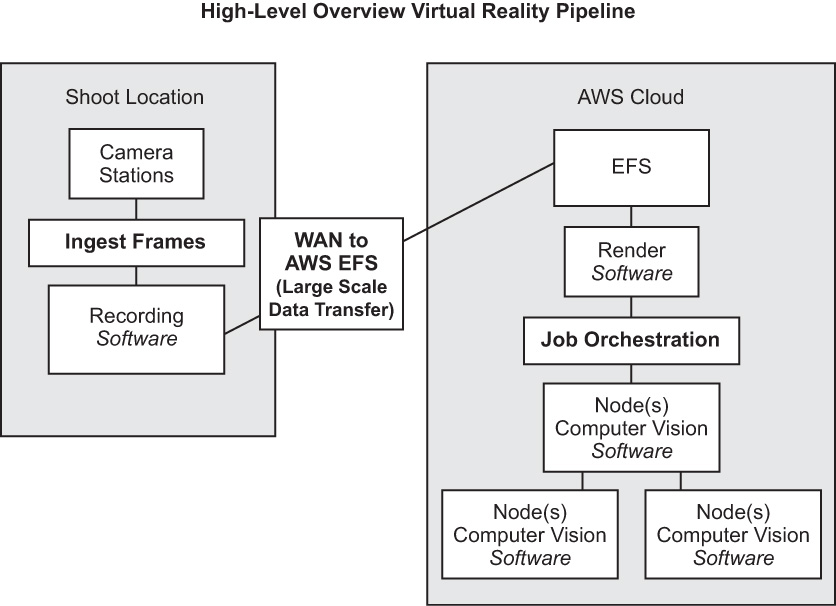 High-Level Overview Virtual Reality Pipeline
Shoot Location
Camera
Stations
Ingest Frames
Recording
Software
WAN to
AWS EFS
(Large Scale
Data Transfer)
AWS Cloud
EFS
Render
Software
Job Orchestration
Node(s)
Computer Vision
Software
Node(s)
Computer Vision
Software
Node(s)
Computer Vision
Software